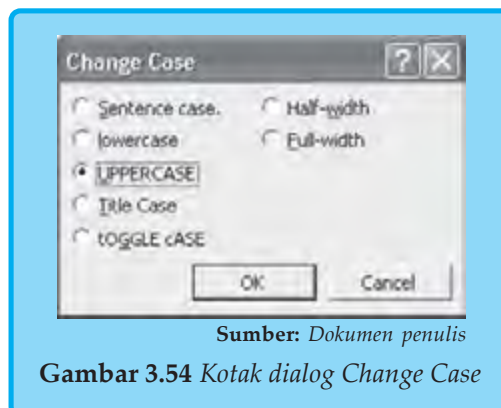 Change Case
Sentence case.
Half-width
lowercase
Full-width
UPPERCASE
Title Case
tOGGLE cASE
OK
Cancel
Sumber: Dokumen penulis
Gambar 3.54 Kotak dialog Change Case